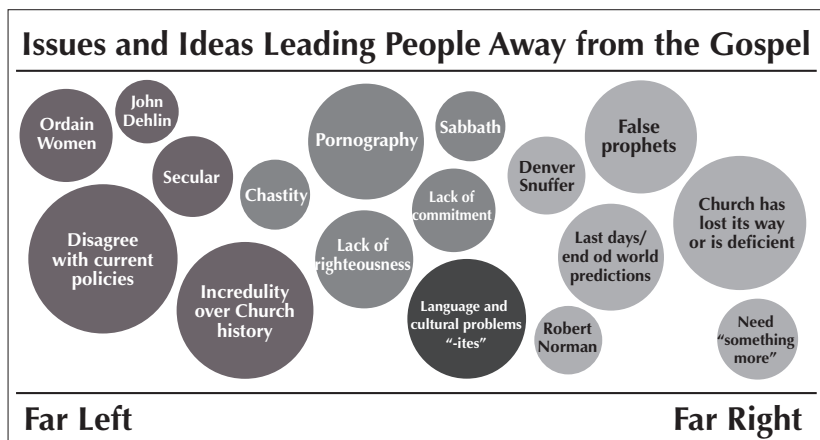 Issues and Ideas Leading People Away from the Gospel
Ordain
Women
John
Dehlin
Secular
Chastity
Disagree
with current
policies
Incredulity
over Church
history
Pornography
Sabbath
Lack of
commitment
Lack of
righteousness
Language and
cultural problems
“-ites”
Denver
Snuffer
False
prophets
Last days/
end od world
predictions
Church has
lost its way
or is deficient
Robert
Norman
Need
“something
more”
Far Left
Far Right